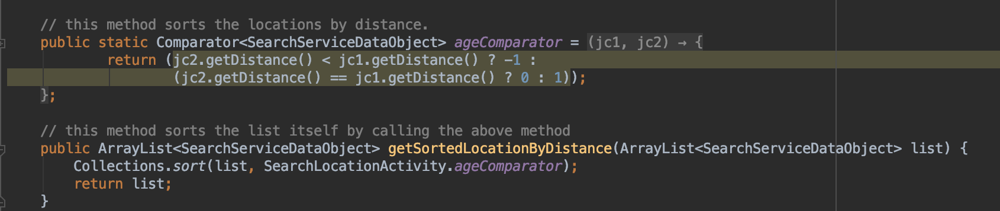 // this method sorts the locations by distance.
public static Comparator<SearchServiceDataObject> ageComparator = (jc1, jc2) → {
return (jc2.getDistance() < jc1.getDistance() ? -1 :
(jc2.getDistance() == jc1.getDistance() ? 0 : 1));
};
// this method sorts the list itself by calling the above method
public ArrayList<SearchServiceDataObject> getSortedLocationByDistance(ArrayList<SearchServiceDataObject> list) {
Collections.sort(list, SearchLocationActivity.ageComparator);
return list;
}